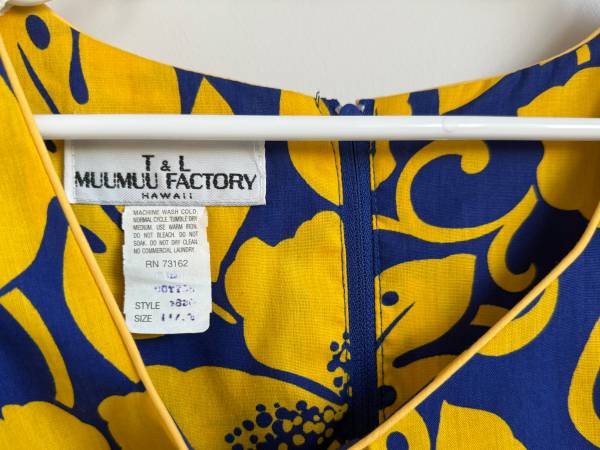 T & L
MUUMUU FACTORY
HAWAII
MACHINE WASH COLD.
NORMAL CYCLE TUMBLE DRY
MEDIUM. USE WARM IRON.
DO NOT BLEACH. DO NOT
SOAK. DO NOT DRY CLEAN
NO COMMERCIAL LAUNDRY.
RN 73162
STYLE
SIZE